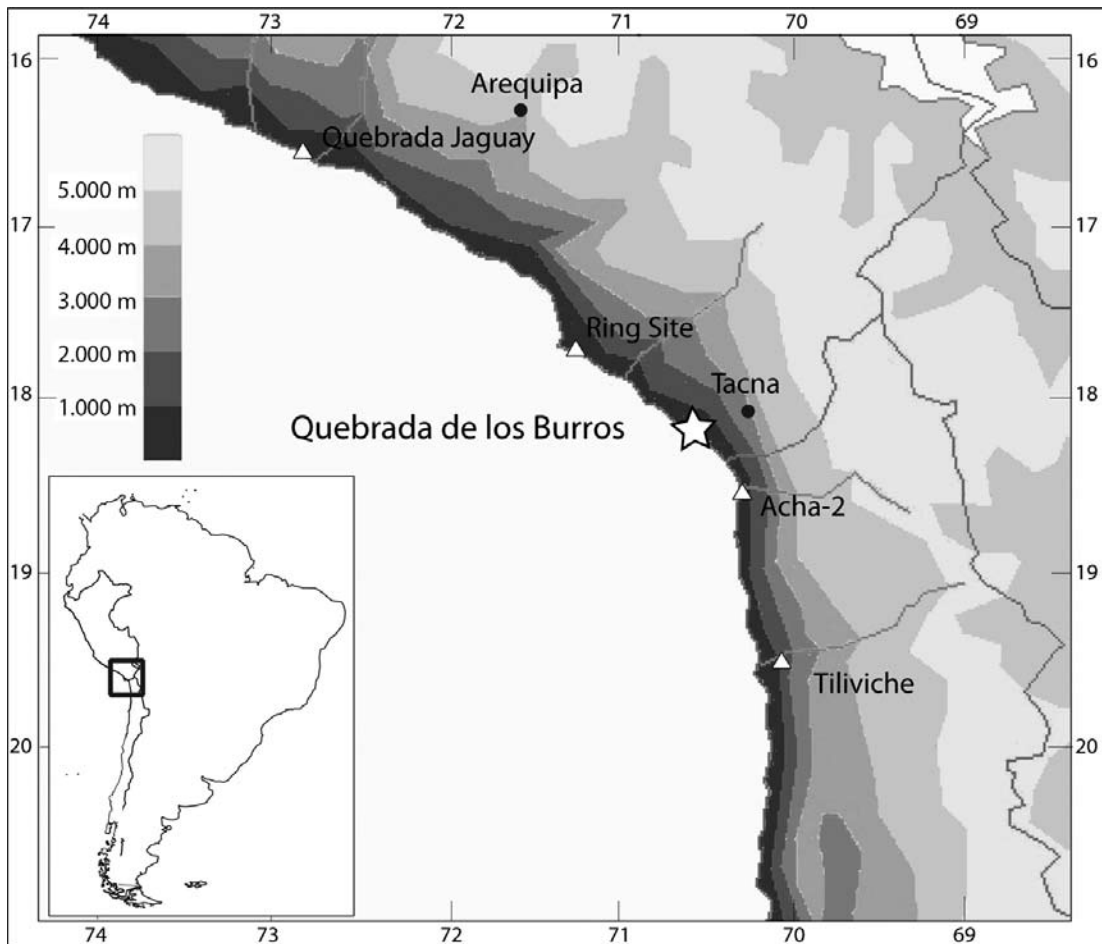 74 73 72 71 70 69
16 16
Arequipa
Quebrada Jaguay
5.000 m
4.000 m
3.000 m
2.000 m
1.000 m
17 17
Ring Site
18 18
Tacna
Quebrada de los Burros
Acha-2
19 19
Tiliviche
20 20
74 73 72 71 70 69